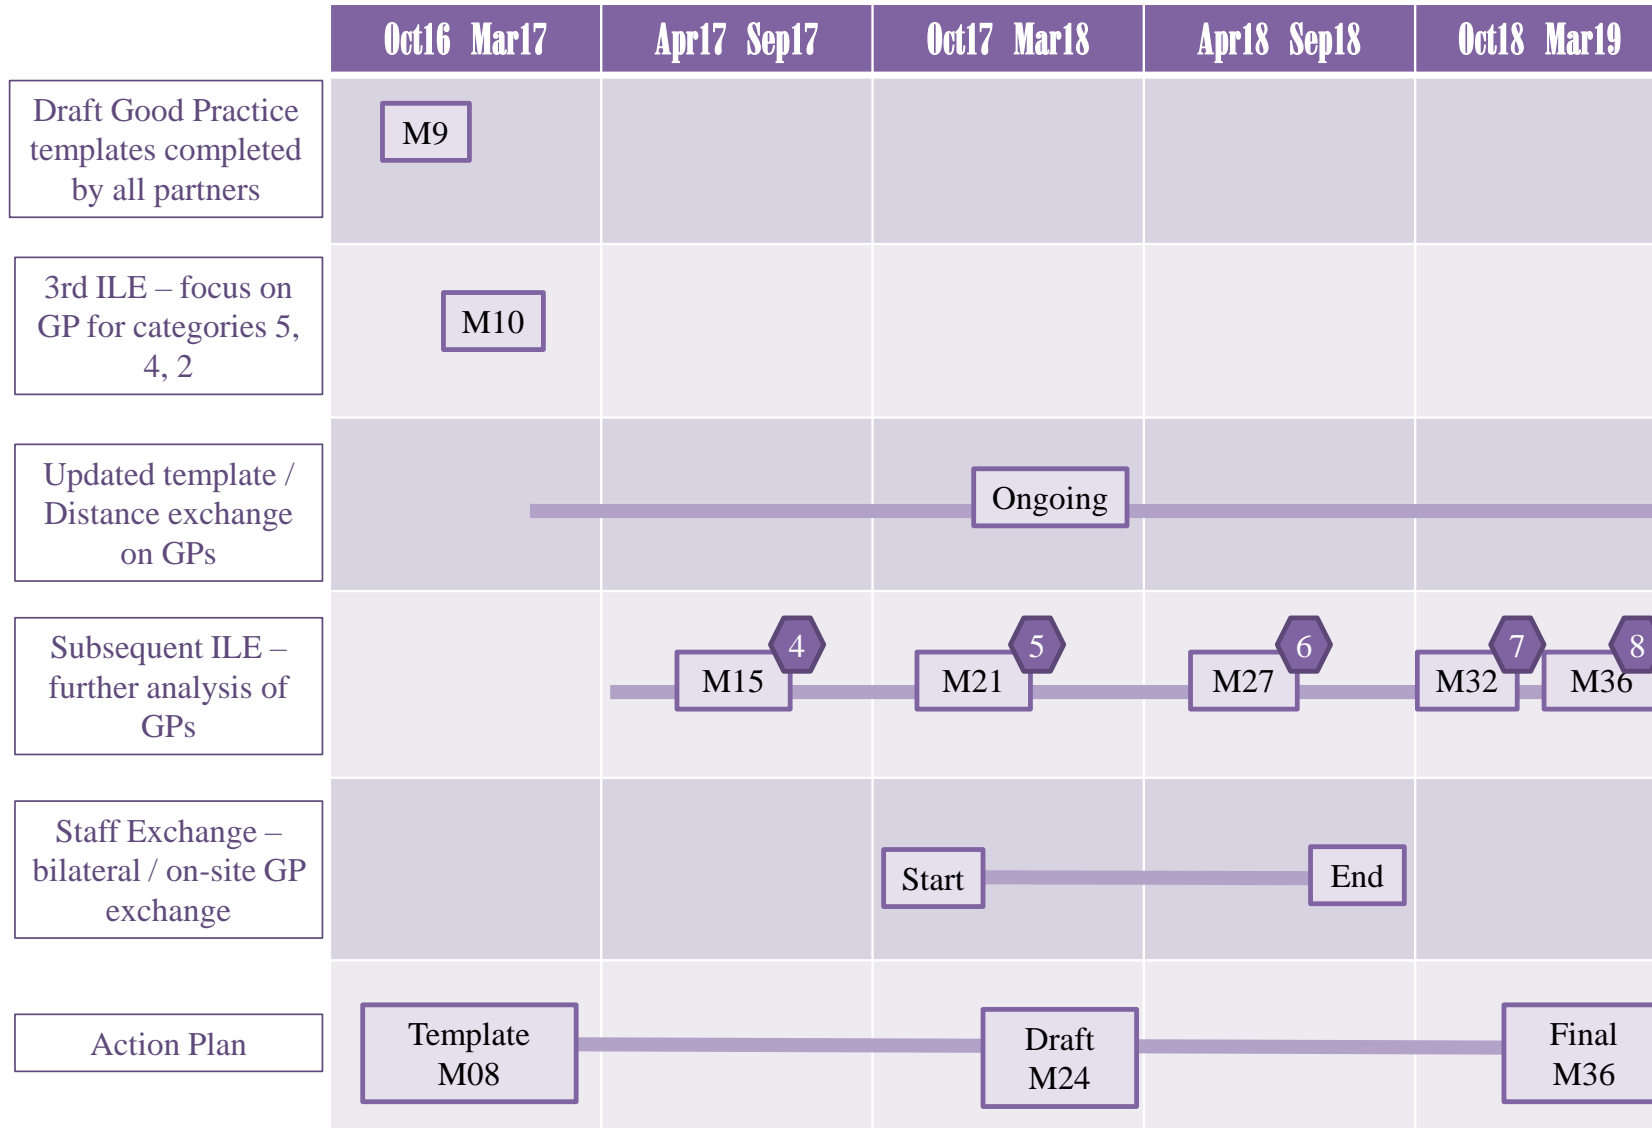 Oct16 Mar17
Apr17 Sep17
Oct17 Mar18
Apr18 Sep18
Oct18 Mar19
Draft Good Practice
templates completed
by all partners
M9
3rd ILE – focus on
GP for categories 5,
4, 2
M10
Updated template /
Distance exchange
on GPs
Ongoing
Subsequent ILE –
further analysis of
GPs
M15
4
M21
5
M27
6
M32
7
M36
8
Staff Exchange –
bilateral / on-site GP
exchange
Start
End
Action Plan
Template
M08
Draft
M24
Final
M36